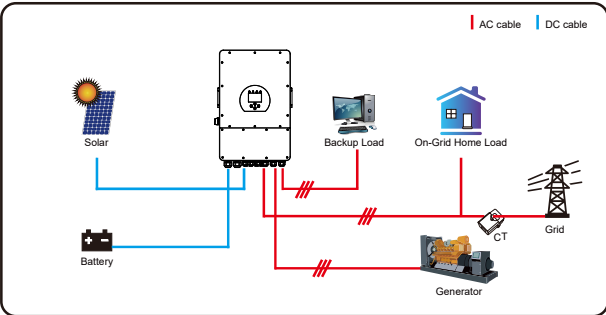 AC cable
DC cable
Solar
Backup Load
On-Grid Home Load
CT
Grid
Battery
Generator